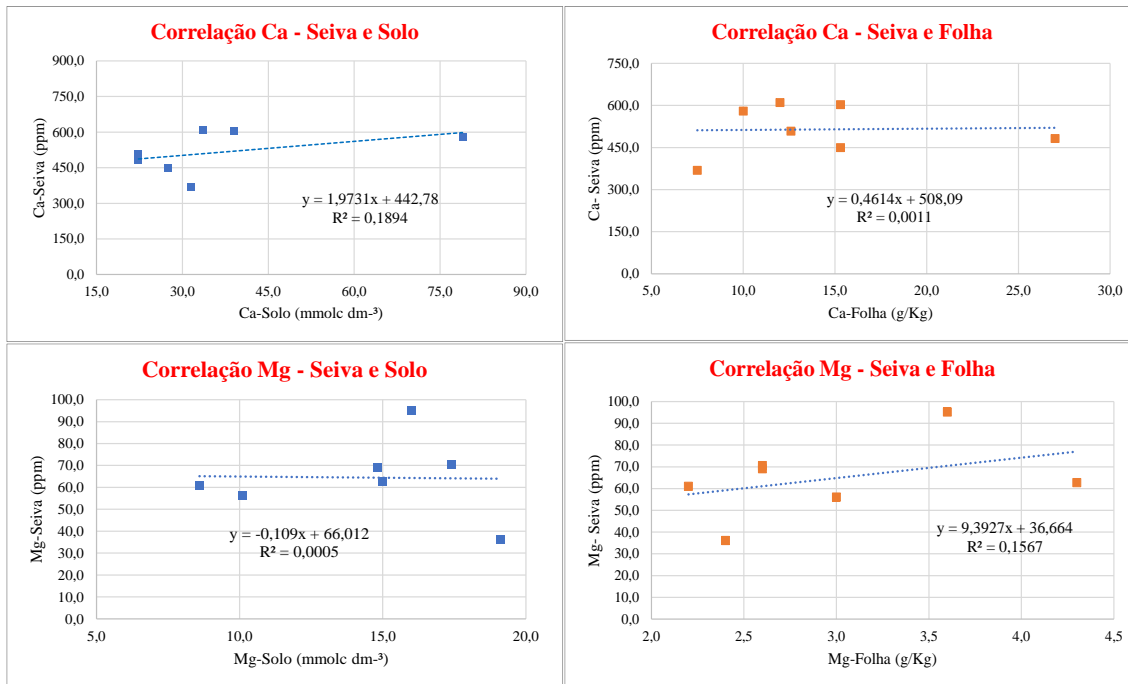 Correlação Ca - Seiva e Solo
900,0
750,0
600,0
450,0
300,0
150,0
0,0
Ca-Seiva (ppm)
y = 1,9731x + 442,78
R² = 0,1894
15,0 30,0 45,0 60,0 75,0 90,0
Ca-Solo (mmolc dm-³)
Correlação Ca - Seiva e Folha
750,0
600,0
450,0
300,0
150,0
0,0
Ca- Seiva (ppm)
y = 0,4614x + 508,09
R² = 0,0011
5,0 10,0 15,0 20,0 25,0 30,0
Ca-Folha (g/Kg)
Correlação Mg - Seiva e Solo
100,0
90,0
80,0
70,0
60,0
50,0
40,0
30,0
20,0
10,0
0,0
Mg-Seiva (ppm)
y = -0,109x + 66,012
R² = 0,0005
5,0 10,0 15,0 20,0
Mg-Solo (mmolc dm-³)
Correlação Mg - Seiva e Folha
100,0
90,0
80,0
70,0
60,0
50,0
40,0
30,0
20,0
10,0
0,0
Mg- Seiva (ppm)
y = 9,3927x + 36,664
R² = 0,1567
2,0 2,5 3,0 3,5 4,0 4,5
Mg-Folha (g/Kg)